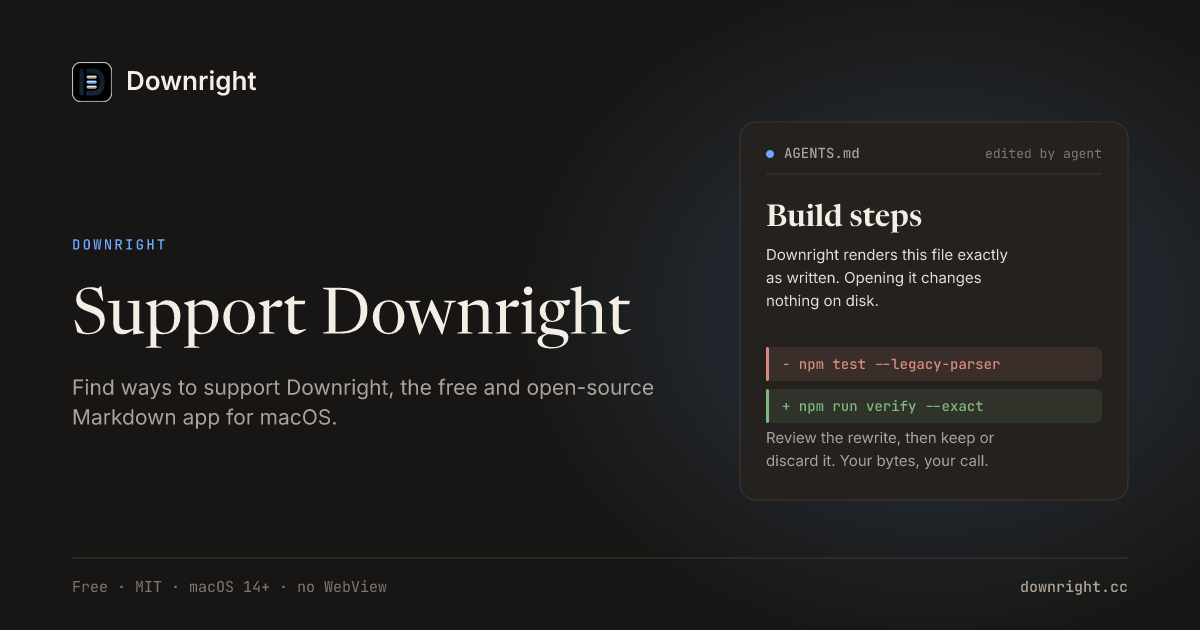 Downright
DOWNRIGHT
Support Downright
Find ways to support Downright, the free and open-source
Markdown app for macOS.
AGENTS.md
edited by agent
Build steps
Downright renders this file exactly
as written. Opening it changes
nothing on disk.
- npm test --legacy-parser
+ npm run verify --exact
Review the rewrite, then keep or
discard it. Your bytes, your call.
Free · MIT · macOS 14+ · no WebView
downright.cc